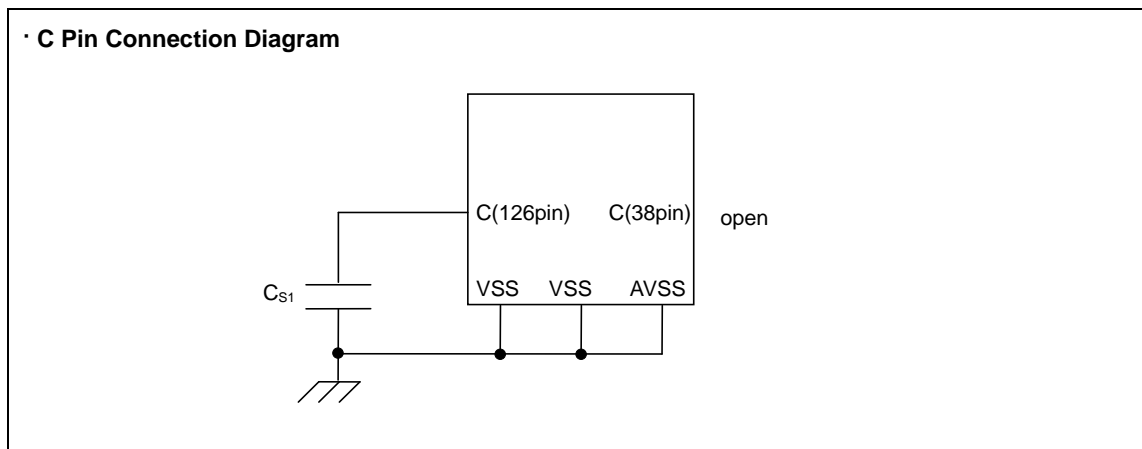 · C Pin Connection Diagram
C(126pin) C(38pin) open
CS1
VSS VSS AVSS